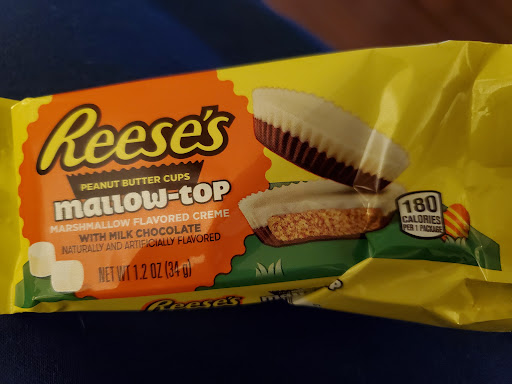 REESE'S
PEANUT BUTTER CUPS
mallow-top
MARSHMALLOW FLAVORED CREME
WITH MILK CHOCOLATE
NATURALLY AND ARTIFICIALLY FLAVORED
NET WT 1.2 OZ (34 g)
180
CALORIES
PER 1 PACKAGE
REESE'S